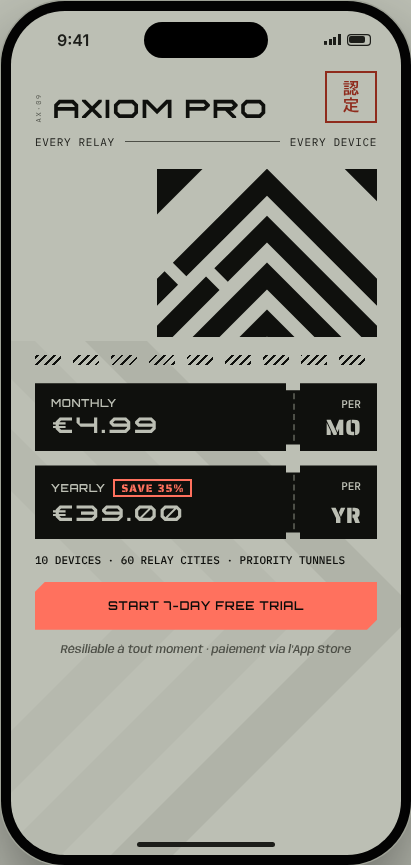 9:41
AX-09
AXIOM PRO
認定
EVERY RELAY
EVERY DEVICE
MONTHLY
€4.99
PER
MO
YEARLY
SAVE 35%
€39.00
PER
YR
10 DEVICES · 60 RELAY CITIES · PRIORITY TUNNELS
START 7-DAY FREE TRIAL
Résiliable à tout moment · paiement via l'App Store